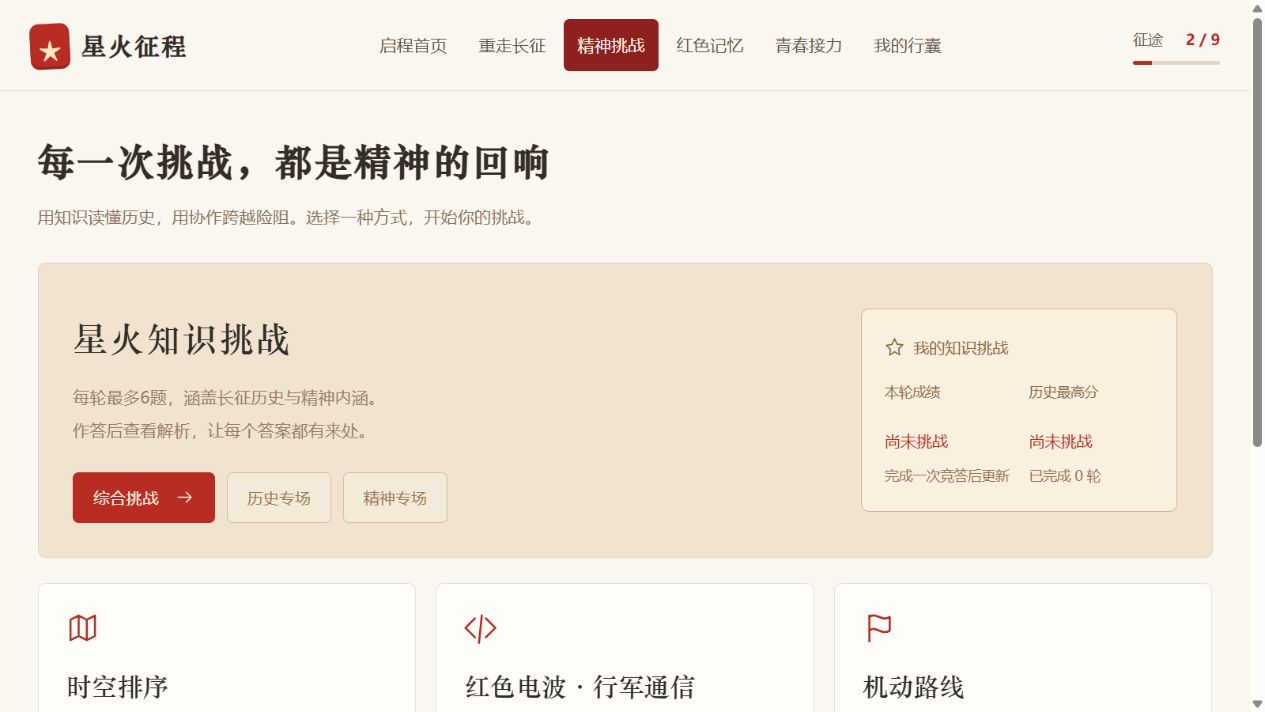 星火征程
启程首页 重走长征 精神挑战 红色记忆 青春接力 我的行囊
征途 2 / 9
每一次挑战，都是精神的回响
用知识读懂历史，用协作跨越险阻。选择一种方式，开始你的挑战。
星火知识挑战
每轮最多6题，涵盖长征历史与精神内涵。
作答后查看解析，让每个答案都有来处。
综合挑战 → 历史专场 精神专场
我的知识挑战
本轮成绩 历史最高分
尚未挑战 尚未挑战
完成一次竞答后更新 已完成 0 轮
时空排序 红色电波 · 行军通信 机动路线